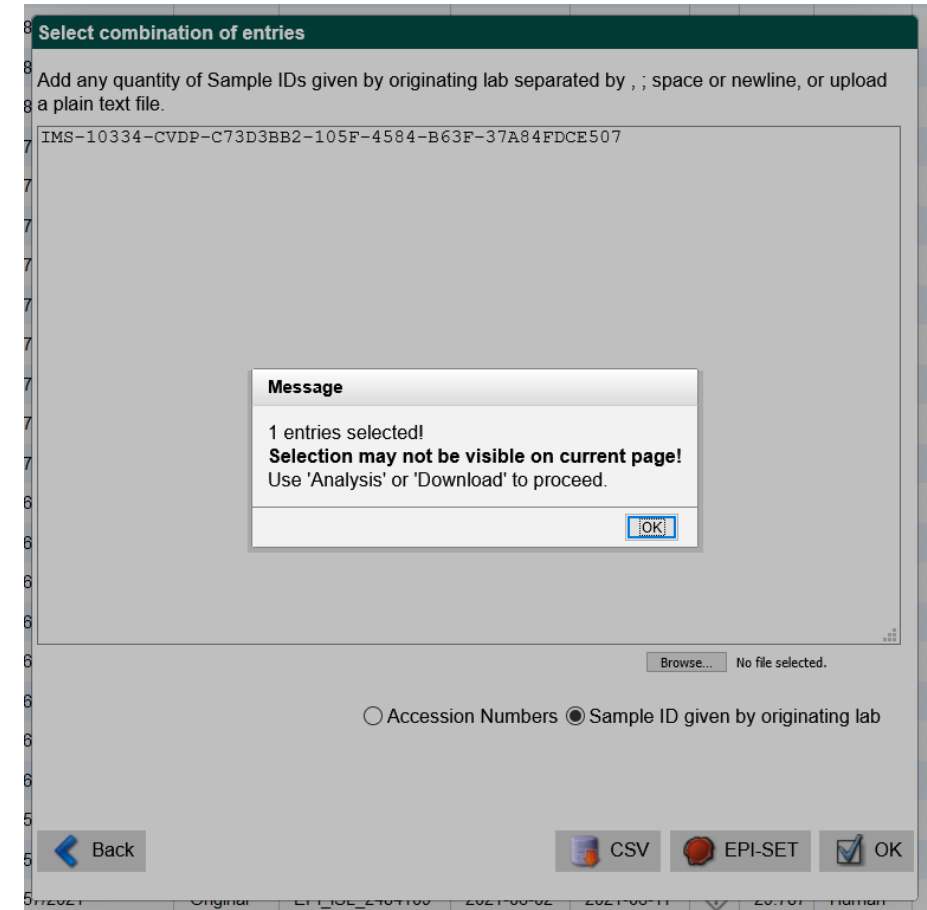 Select combination of entries
Add any quantity of Sample IDs given by originating lab separated by , ; space or newline, or upload
a plain text file.
IMS-10334-CVDP-C73D3BB2-105F-4584-B63F-37A84FDCE507
Message
1 entries selected!
Selection may not be visible on current page!
Use 'Analysis' or 'Download' to proceed.
OK
Browse... No file selected.
Accession Numbers Sample ID given by originating lab
Back CSV EPI-SET OK